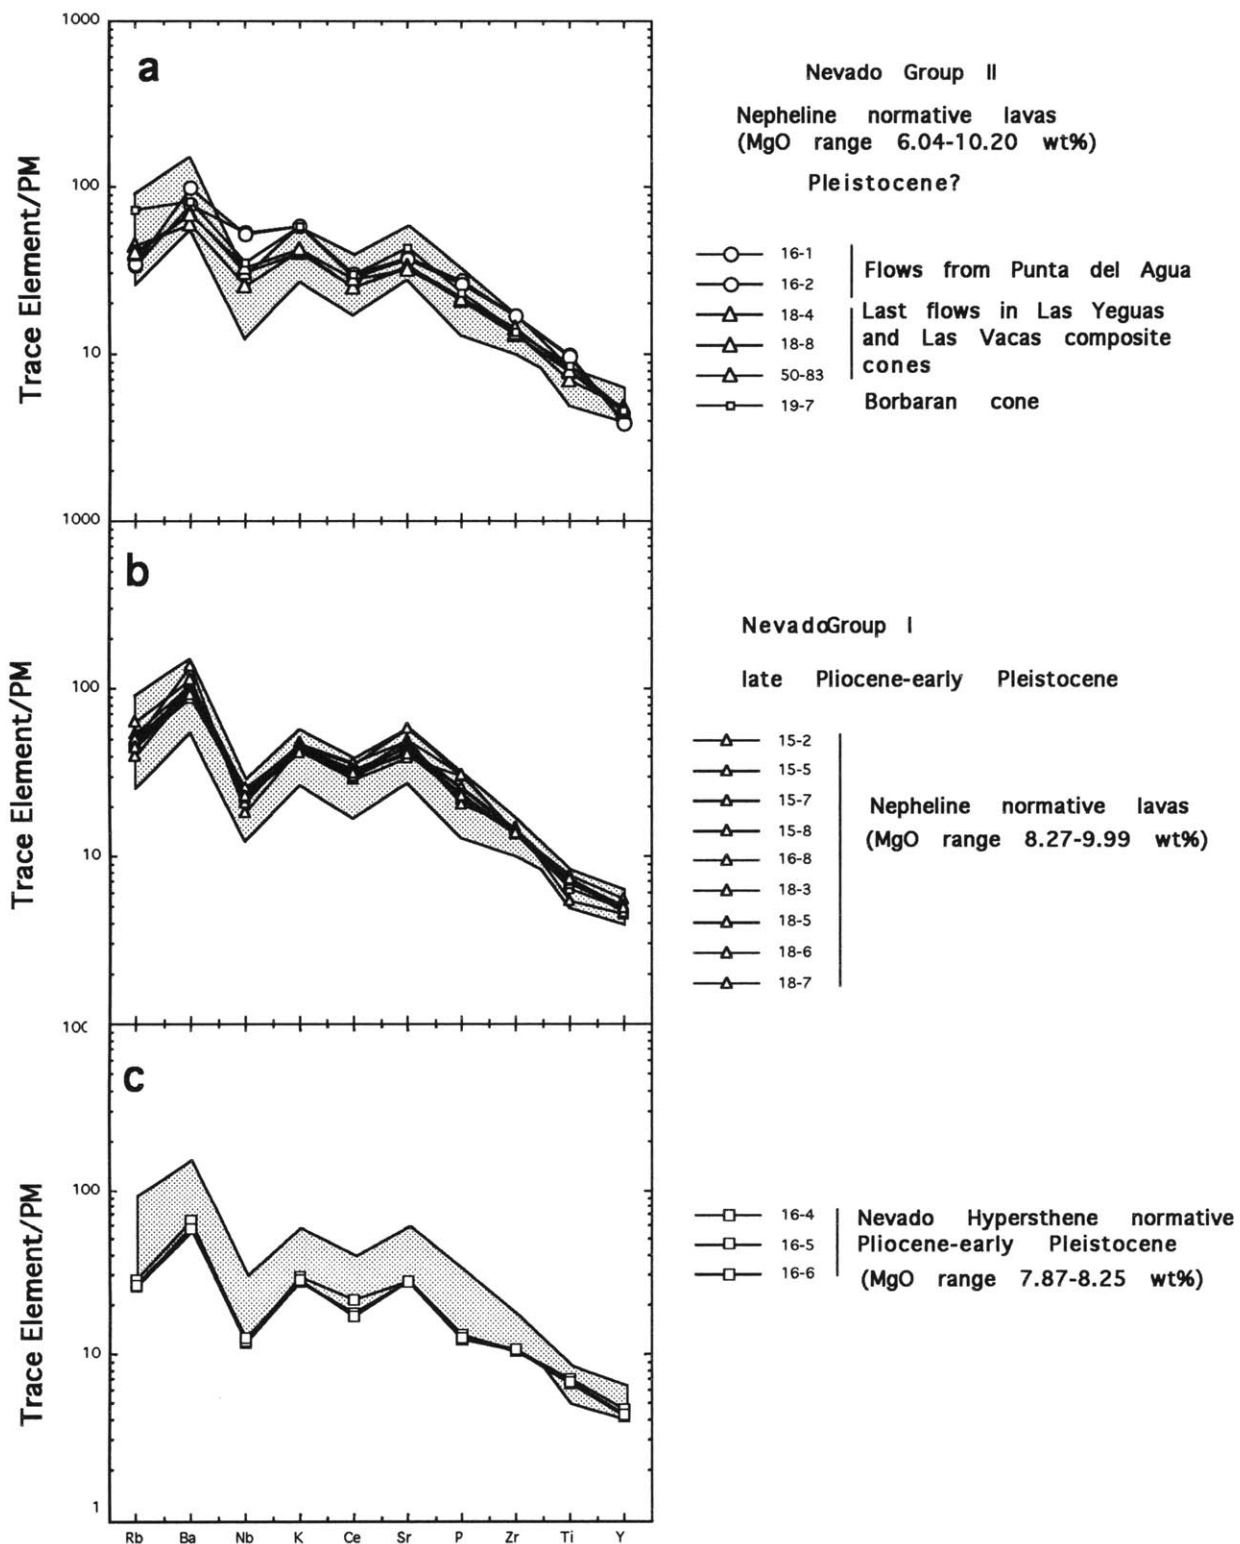 1000
a
Trace Element/PM
100
10
Nevado Group II
Nepheline normative lavas
(MgO range 6.04-10.20 wt%)
Pleistocene?
16-1
16-2
Flows from Punta del Agua
18-4
18-8
50-83
Last flows in Las Yeguas
and Las Vacas composite
cones
19-7
Borbaran cone
1000
b
Trace Element/PM
100
10
NevadoGroup I
late Pliocene-early Pleistocene
15-2
15-5
15-7
15-8
16-8
18-3
18-5
18-6
18-7
Nepheline normative lavas
(MgO range 8.27-9.99 wt%)
c
Trace Element/PM
100
10
1
16-4
16-5
16-6
Nevado Hypersthene normative
Pliocene-early Pleistocene
(MgO range 7.87-8.25 wt%)
Rb Ba Nb K Ce Sr P Zr Ti Y